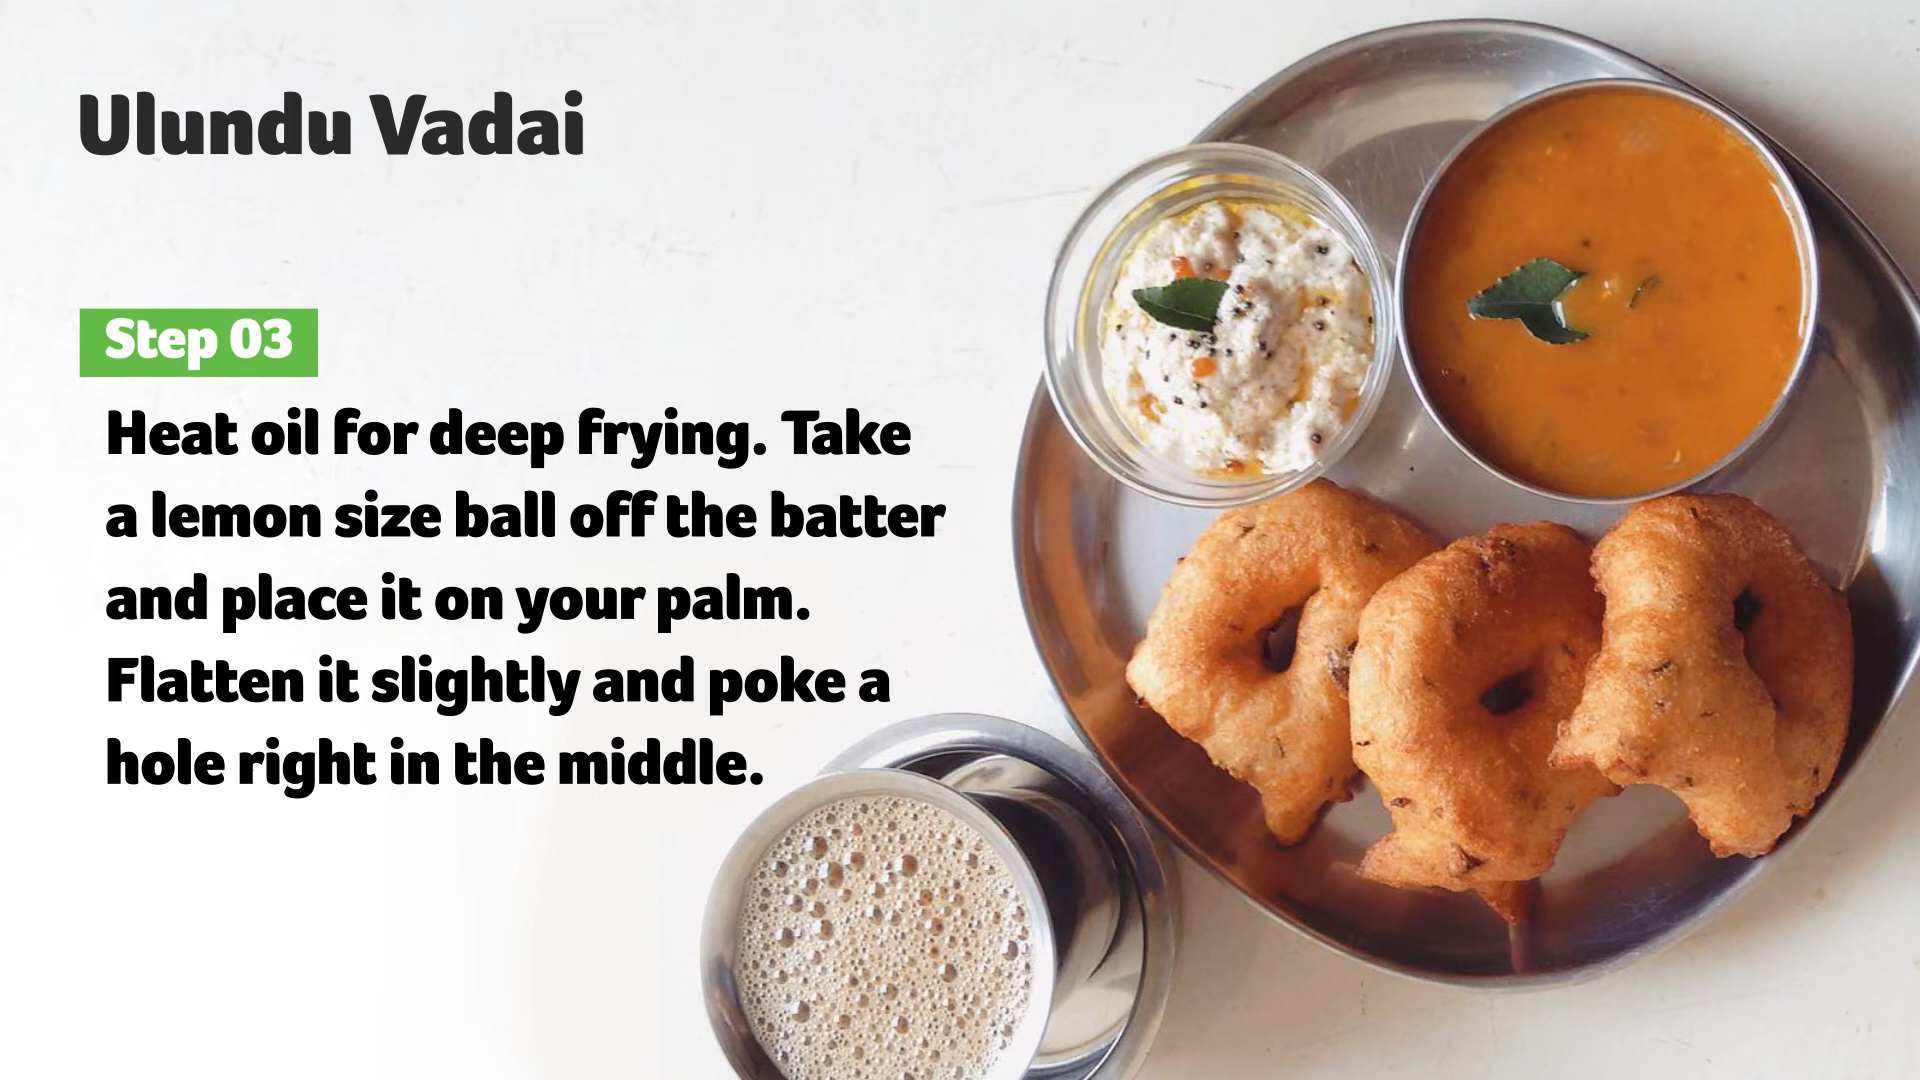 Ulundu Vadai
Step 03
Heat oil for deep frying. Take
a lemon size ball off the batter
and place it on your palm.
Flatten it slightly and poke a
hole right in the middle.